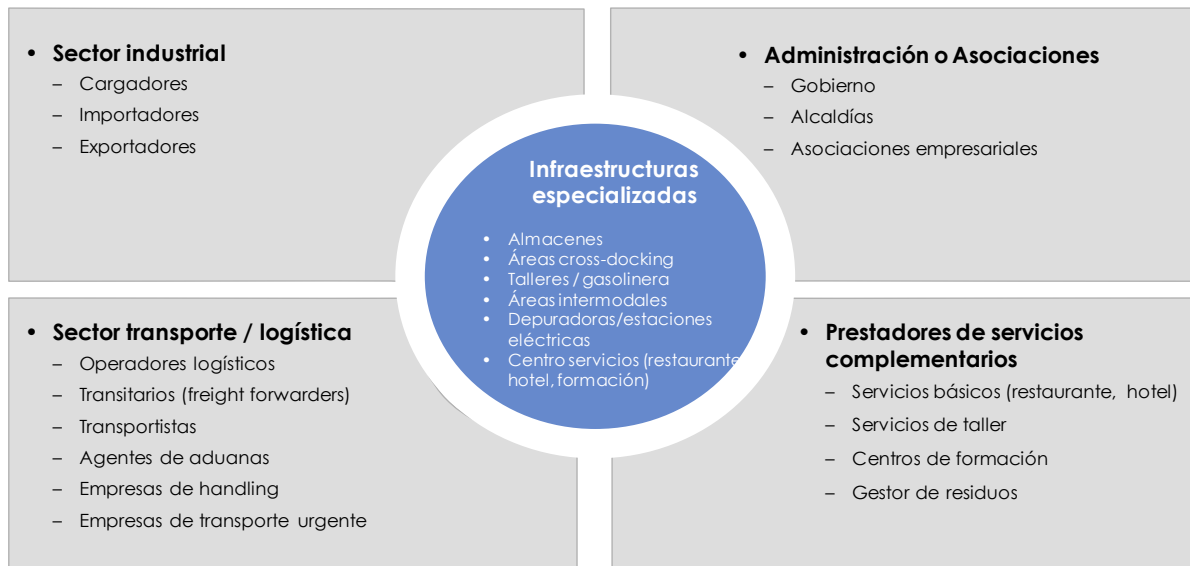 • Sector industrial
– Cargadores
– Importadores
– Exportadores
• Administración o Asociaciones
– Gobierno
– Alcaldías
– Asociaciones empresariales
Infraestructuras
especializadas
• Almacenes
• Áreas cross-docking
• Talleres / gasolinera
• Áreas intermodales
• Depuradoras/estaciones
eléctricas
• Centro servicios (restaurante,
hotel, formación)
• Sector transporte / logística
– Operadores logísticos
– Transitarios (freight forwarders)
– Transportistas
– Agentes de aduanas
– Empresas de handling
– Empresas de transporte urgente
• Prestadores de servicios
complementarios
– Servicios básicos (restaurante, hotel)
– Servicios de taller
– Centros de formación
– Gestor de residuos